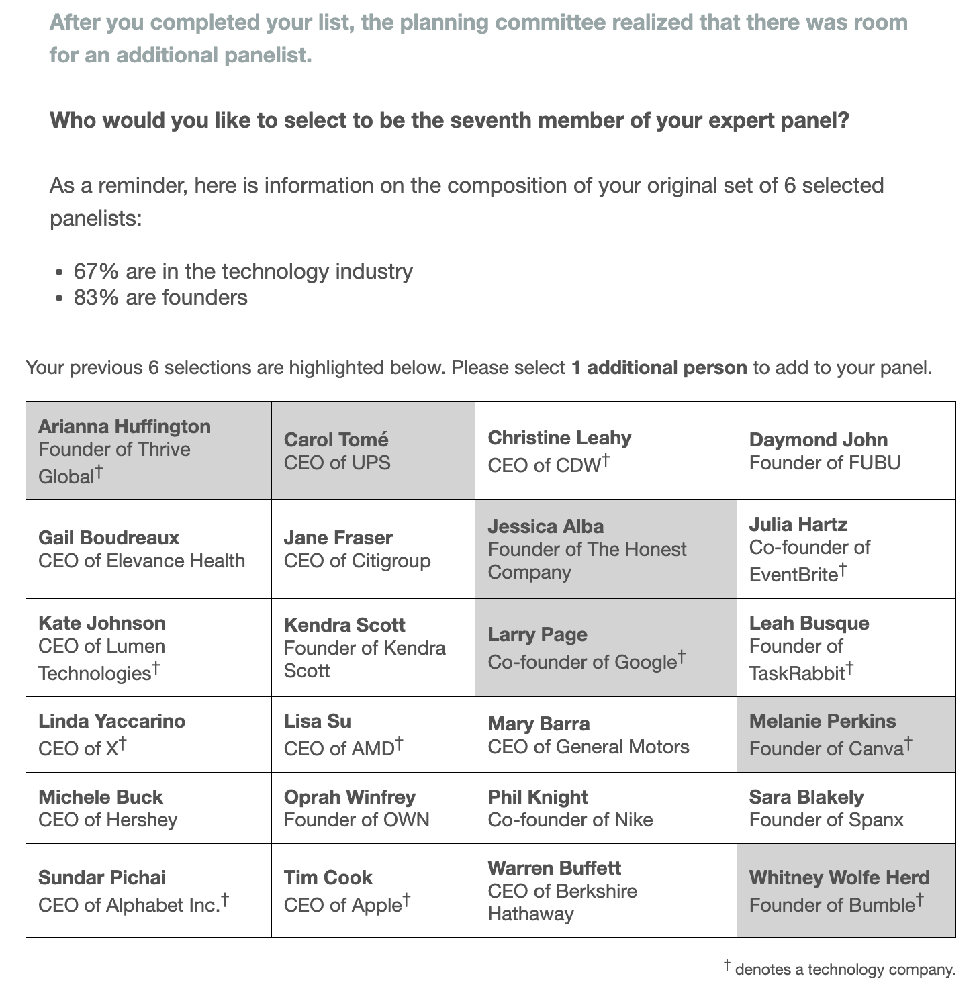 After you completed your list, the planning committee realized that there was room
for an additional panelist.
Who would you like to select to be the seventh member of your expert panel?
As a reminder, here is information on the composition of your original set of 6 selected
panelists:
• 67% are in the technology industry
• 83% are founders
Your previous 6 selections are highlighted below. Please select 1 additional person to add to your panel.
Arianna Huffington
Founder of Thrive
Global†
Carol Tomé
CEO of UPS
Christine Leahy
CEO of CDW†
Daymond John
Founder of FUBU
Gail Boudreaux
CEO of Elevance Health
Jane Fraser
CEO of Citigroup
Jessica Alba
Founder of The Honest
Company
Julia Hartz
Co-founder of
EventBrite†
Kate Johnson
CEO of Lumen
Technologies†
Kendra Scott
Founder of Kendra
Scott
Larry Page
Co-founder of Google†
Leah Busque
Founder of
TaskRabbit†
Linda Yaccarino
CEO of X†
Lisa Su
CEO of AMD†
Mary Barra
CEO of General Motors
Melanie Perkins
Founder of Canva†
Michele Buck
CEO of Hershey
Oprah Winfrey
Founder of OWN
Phil Knight
Co-founder of Nike
Sara Blakely
Founder of Spanx
Sundar Pichai
CEO of Alphabet Inc.†
Tim Cook
CEO of Apple†
Warren Buffett
CEO of Berkshire
Hathaway
Whitney Wolfe Herd
Founder of Bumble†
† denotes a technology company.